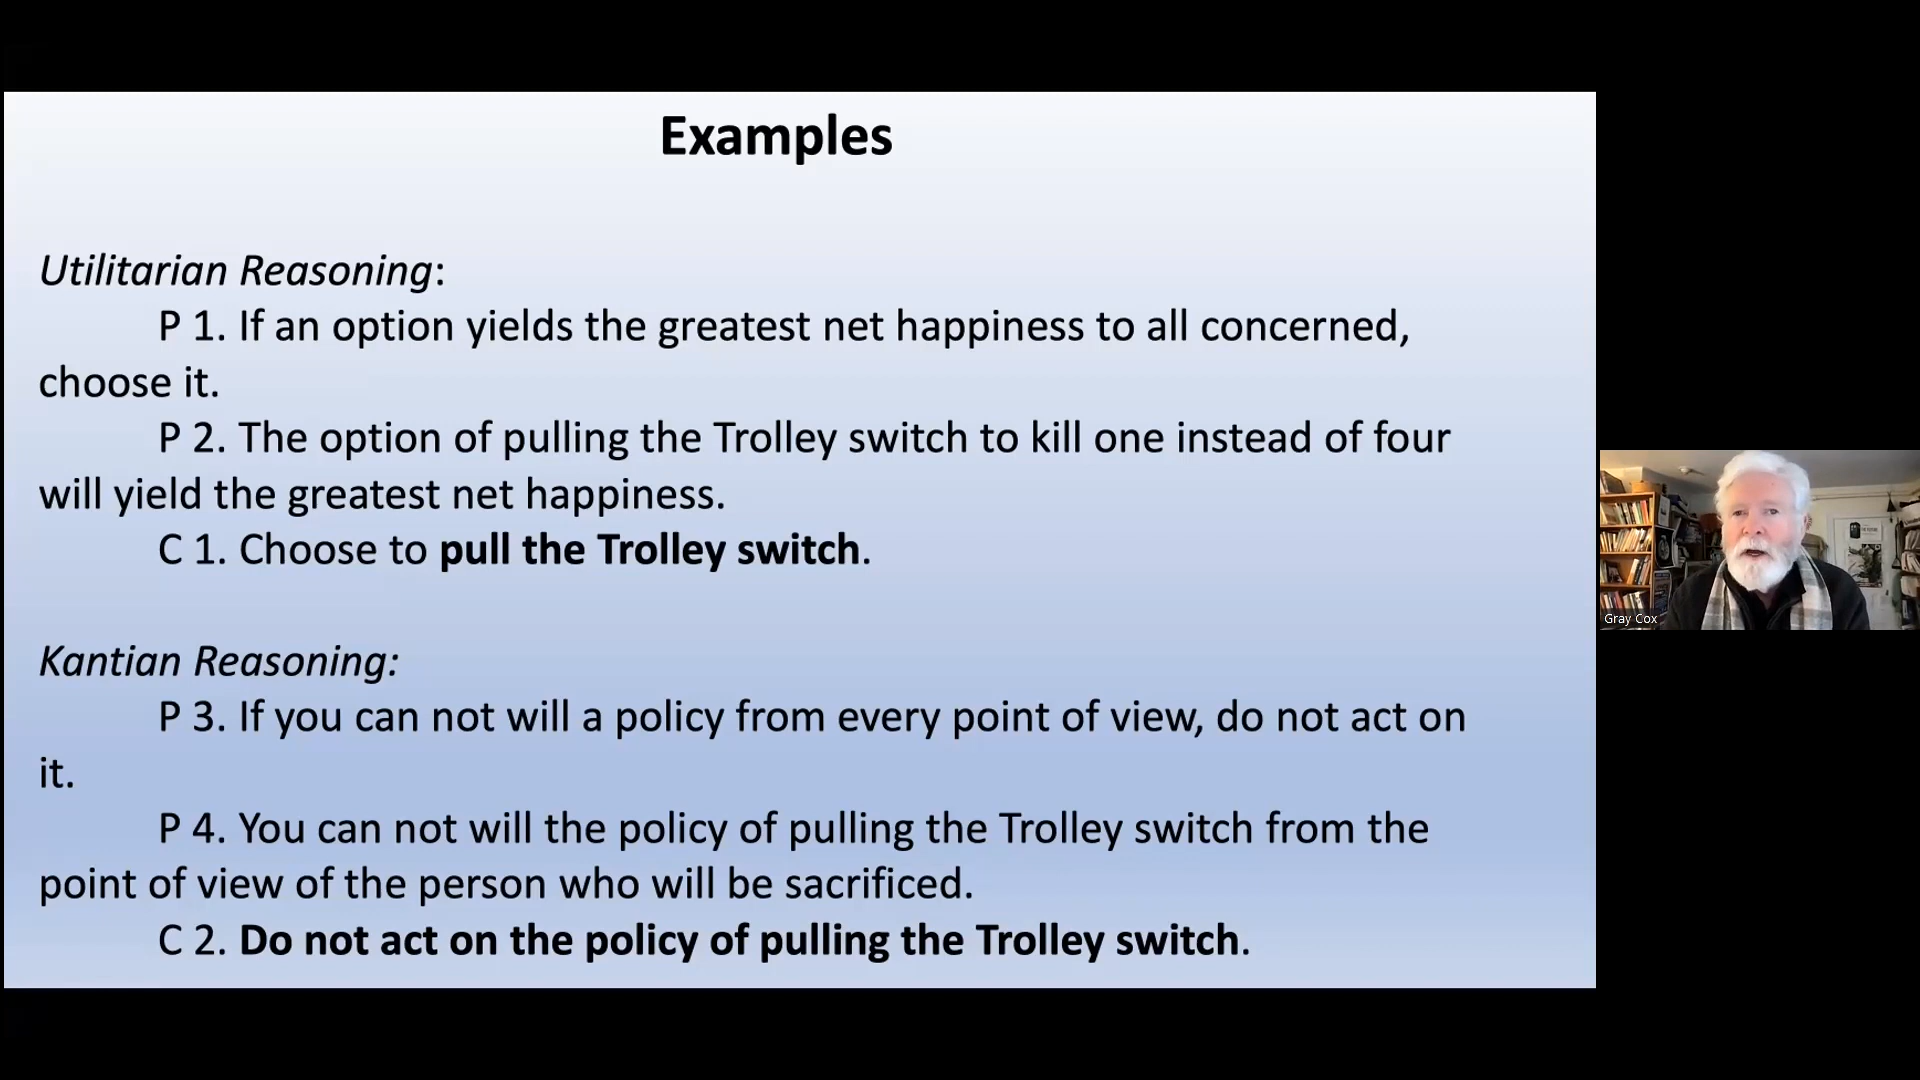 Examples
Utilitarian Reasoning:
P 1. If an option yields the greatest net happiness to all concerned,
choose it.
P 2. The option of pulling the Trolley switch to kill one instead of four
will yield the greatest net happiness.
C 1. Choose to pull the Trolley switch.
Kantian Reasoning:
P 3. If you can not will a policy from every point of view, do not act on
it.
P 4. You can not will the policy of pulling the Trolley switch from the
point of view of the person who will be sacrificed.
C 2. Do not act on the policy of pulling the Trolley switch.
Gray Cox